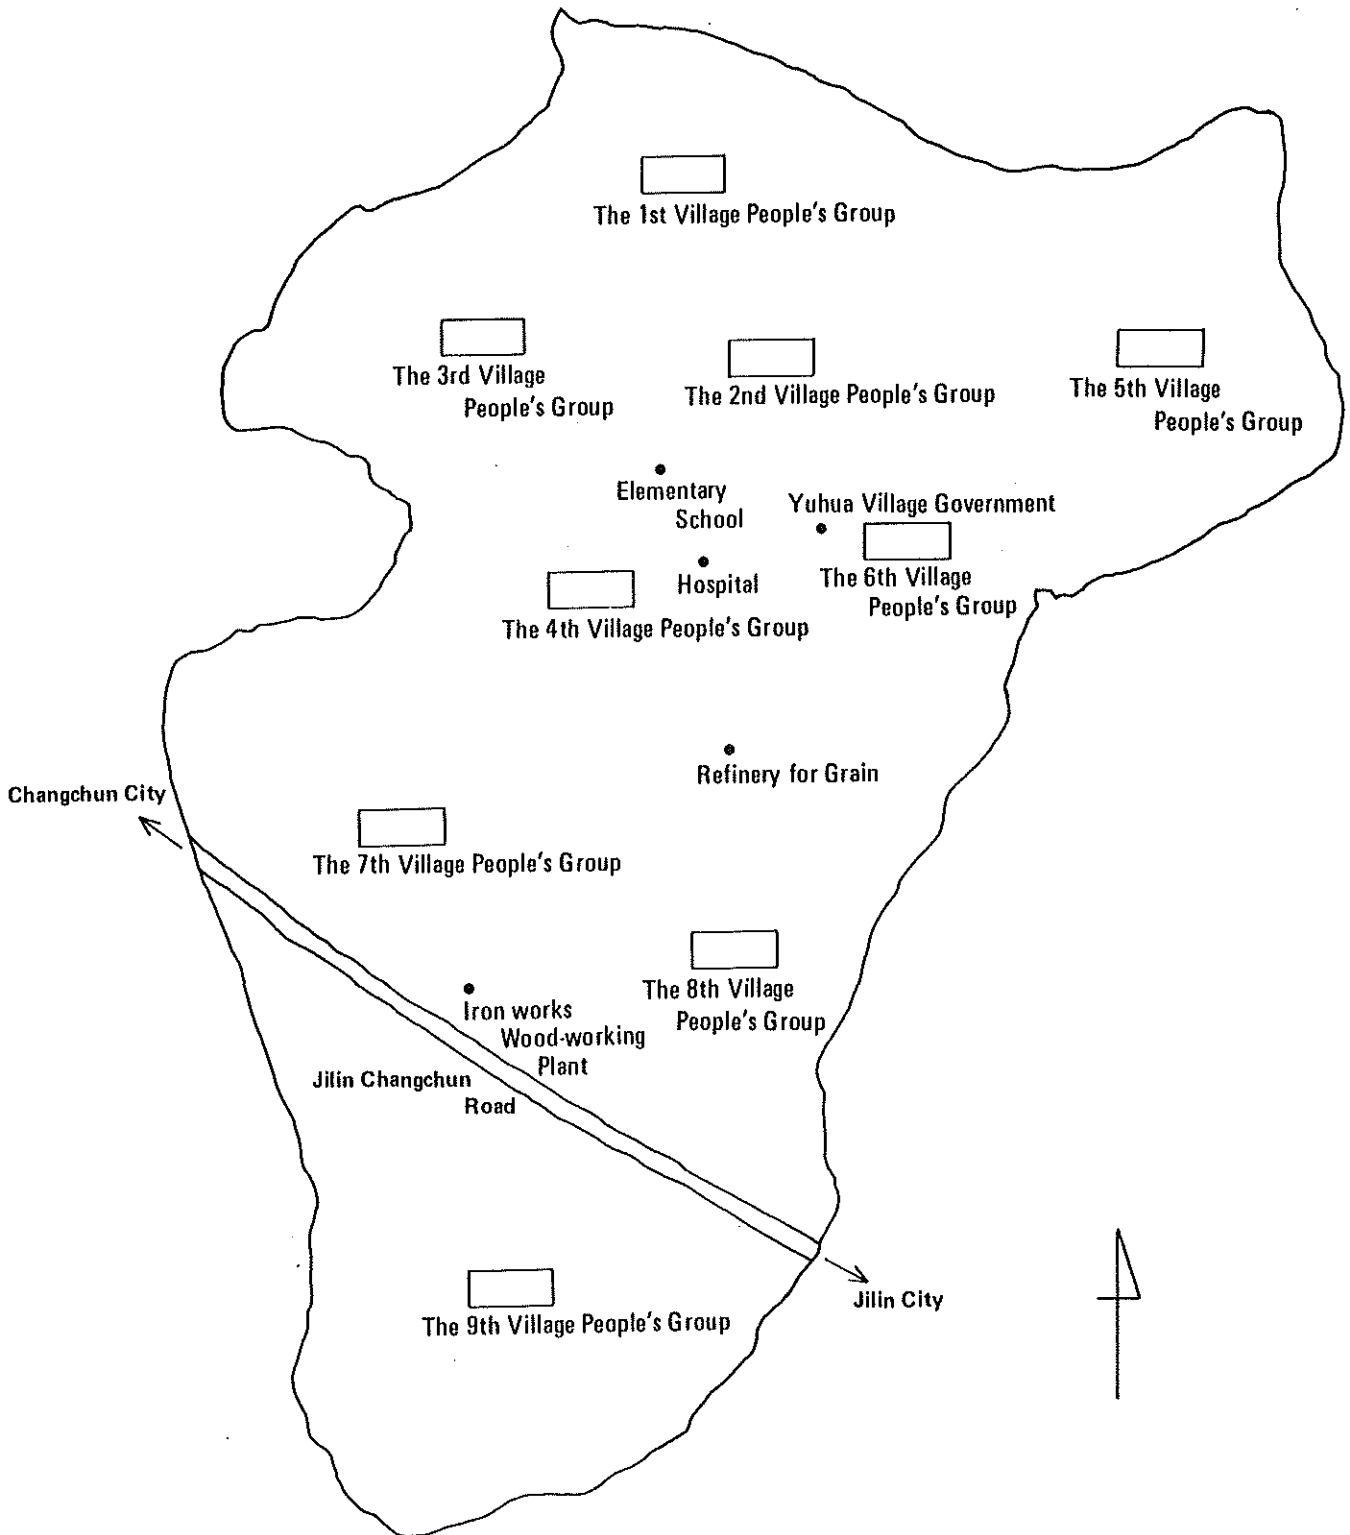 The 1st Village People's Group
The 3rd Village
People's Group
The 2nd Village People's Group
The 5th Village
People's Group
Elementary
School
Yuhua Village Government
Hospital
The 6th Village
People's Group
The 4th Village People's Group
Refinery for Grain
Changchun City
The 7th Village People's Group
The 8th Village
People's Group
Iron works
Wood-working
Plant
Jilin Changchun
Road
Jilin City
The 9th Village People's Group